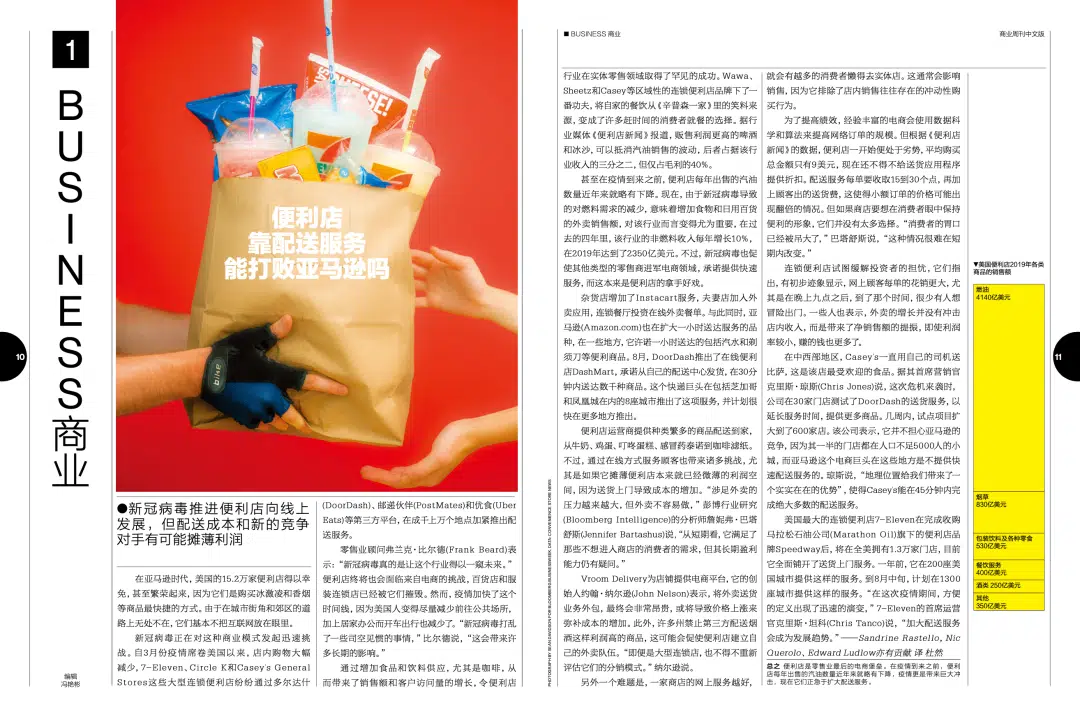 1
BUSINESS商业
10
编辑
冯艳彬
CHEESE!
便利店
靠配送服务
能打败亚马逊吗
bike
●新冠病毒推进便利店向线上
发展，但配送成本和新的竞争
对手有可能摊薄利润
在亚马逊时代，美国的15.2万家便利店得以幸
免，甚至繁荣起来，因为它们是购买冰激凌和香烟
等商品最快捷的方式。由于在城市街角和郊区的道
路上无处不在，它们基本不把互联网放在眼里。
新冠病毒正在对这种商业模式发起迅猛挑
战。自3月份疫情席卷美国以来，店内购物大幅
减少，7-Eleven、Circle K和Casey's General
Stores这些大型连锁便利店纷纷通过多尔达什
(DoorDash)、邮递伙伴(PostMates)和优食(Uber
Eats)等第三方平台，在成千上万个地点加紧推出配
送服务。
零售业顾问弗兰克·比尔德(Frank Beard)表
示：“新冠病毒真的是让这个行业得以一窥未来。”
便利店终将也会面临来自电商的挑战，百货店和服
装连锁店已经被它们摧毁。然而，疫情加快了这个
时间线，因为美国人变得尽量减少前往公共场所，
加上居家办公而开车出行也减少了。“新冠病毒打乱
了一些司空见惯的事情，”比尔德说，“这会带来许
多长期的影响。”
通过增加食品和饮料供应，尤其是咖啡，从
而带来了销售额和客户访问量的增长，令便利店
■ BUSINESS 商业
商业周刊中文版
行业在实体零售领域取得了罕见的成功。Wawa、
Sheetz和Casey等区域性的连锁便利店品牌下了一
番功夫，将自家的餐饮从《辛普森一家》里的笑料来
源，变成了许多赶时间的消费者就餐的选择。据行
业媒体《便利店新闻》报道，贩售利润更高的啤酒
和冰沙，可以抵消汽油销售的波动，后者占据该行
业收入的三分之二，但仅占毛利的40%。
甚至在疫情到来之前，便利店每年出售的汽油
数量近年来就略有下降。现在，由于新冠病毒导致
的对燃料需求的减少，意味着增加食物和日用百货
的外卖销售额，对该行业而言变得尤为重要，在过
去的四年里，该行业的非燃料收入每年增长10%，
在2019年达到了2350亿美元。不过，新冠病毒也促
使其他类型的零售商进军电商领域，承诺提供快速
服务，而这本来是便利店的拿手好戏。
杂货店增加了Instacart服务，夫妻店加入外
卖应用，连锁餐厅投资在线外卖餐单。与此同时，亚
马逊(Amazon.com)也在扩大一小时送达服务的品
种，在一些地方，它许诺一小时送达的包括汽水和剃
须刀等便利商品。8月，DoorDash推出了在线便利
店DashMart，承诺从自己的配送中心发货，在30分
钟内送达数千种商品。这个快递巨头在包括芝加哥
和凤凰城在内的8座城市推出了这项服务，并计划很
快在更多地方推出。
便利店运营商提供种类繁多的商品配送到家，
从牛奶、鸡蛋、叮咚蛋糕、感冒药泰诺到咖啡滤纸。
不过，通过在线方式服务顾客也带来诸多挑战，尤
其是如果它摊薄便利店本来就已经微薄的利润空
间，因为送货上门导致成本的增加。“涉足外卖的
压力越来越大，但外卖不容易做，”彭博行业研究
(Bloomberg Intelligence)的分析师詹妮弗·巴塔
舒斯(Jennifer Bartashus)说，“从短期看，它满足了
那些不想进入商店的消费者的需求，但其长期盈利
能力仍有疑问。”
Vroom Delivery为店铺提供电商平台，它的创
始人约翰·纳尔逊(John Nelson)表示，将外卖送货
业务外包，最终会非常昂贵，或将导致价格上涨来
弥补成本的增加。此外，许多州禁止第三方配送烟
酒这样利润高的商品，这可能会促使便利店建立自
己的外卖队伍。“即便是大型连锁店，也不得不重新
评估它们的分销模式。”纳尔逊说。
另外一个难题是，一家商店的网上服务越好，
就会有越多的消费者懒得去实体店。这通常会影响
销售，因为它排除了店内销售往往存在的冲动性购
买行为。
为了提高绩效，经验丰富的电商会使用数据科
学和算法来提高网络订单的规模。但根据《便利店
新闻》的数据，便利店一开始便处于劣势，平均购买
总金额只有9美元，现在还不得不给送货应用程序
提供折扣。配送服务每单要收取15到30个点，再加
上顾客出的送货费，这使得小额订单的价格可能出
现翻倍的情况。但如果商店要想在消费者眼中保持
便利的形象，它们并没有太多选择。“消费者的胃口
已经被吊大了，”巴塔舒斯说，“这种情况很难在短
期内改变。”
连锁便利店试图缓解投资者的担忧，它们指
出，有初步迹象显示，网上顾客每单的花销更大，尤
其是在晚上九点之后，到了那个时间，很少有人想
冒险出门。一些人也表示，外卖的增长并没有冲击
店内收入，而是带来了净销售额的提振，即使利润
率较小，赚的钱也更多了。
在中西部地区，Casey's一直用自己的司机送
比萨，这是该店最受欢迎的食品。据其首席营销官
克里斯·琼斯(Chris Jones)说，这次危机来袭时，
公司在30家门店测试了DoorDash的送货服务，以
延长服务时间，提供更多商品。几周内，试点项目扩
大到了600家店。该公司表示，它并不担心亚马逊的
竞争，因为其一半的门店都在人口不足5000人的小
城，而亚马逊这个电商巨头在这些地方是不提供快
速配送服务的。琼斯说，“地理位置给我们带来了一
个实实在在的优势”，使得Casey's能在45分钟内完
成绝大多数的配送服务。
美国最大的连锁便利店7-Eleven在完成收购
马拉松石油公司(Marathon Oil)旗下的便利店品
牌Speedway后，将在全美拥有1.3万家门店，目前
它全面铺开了送货上门服务。一年前，它在200座美
国城市提供这样的服务。到8月中旬，计划在1300
座城市提供这样的服务。“在这次疫情期间，方便
的定义出现了迅速的演变，”7-Eleven的首席运营
官克里斯·坦科(Chris Tanco)说，“加大配送服务
会成为发展趋势。”——Sandrine Rastello, Nic
Querolo、Edward Ludlow亦有贡献 译 杜然
总之 便利店是零售业最后的电商堡垒，在疫情到来之前，便利
店每年出售的汽油数量近年来就略有下降，疫情更是带来巨大冲
击，现在它们正急于扩大配送服务。
▼美国便利店2019年各类
商品的销售额
燃油
4140亿美元
烟草
830亿美元
包装饮料及各种零食
530亿美元
餐饮服务
400亿美元
酒类 250亿美元
其他
350亿美元
11